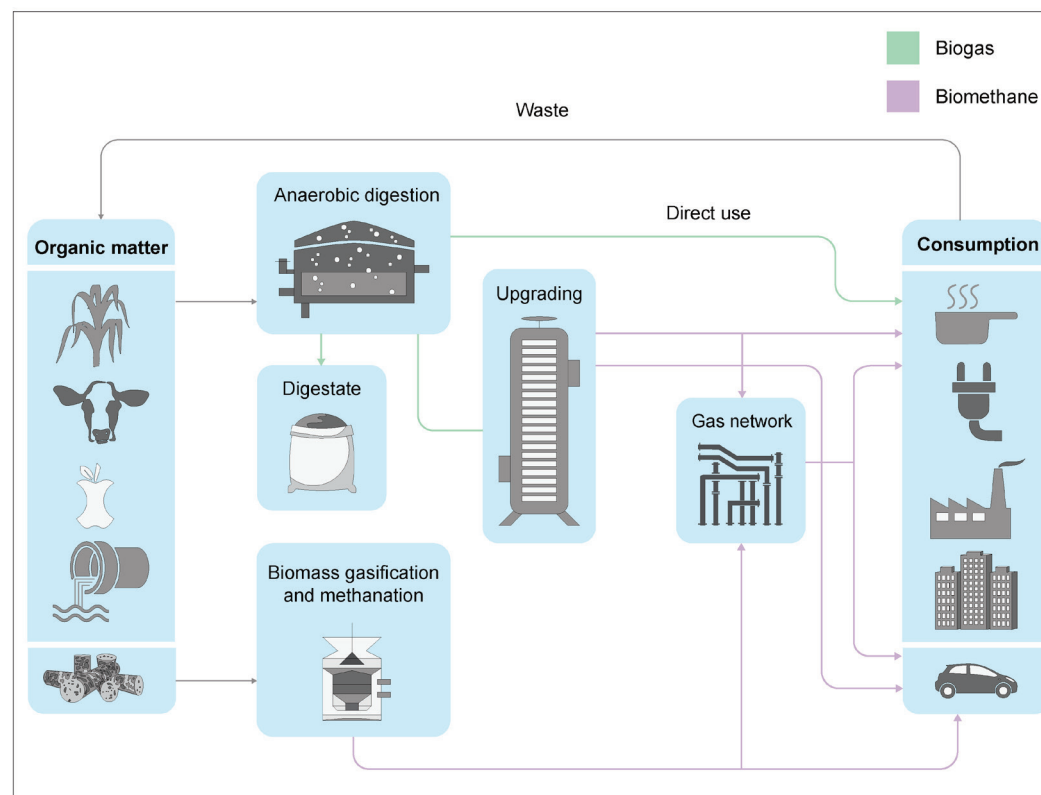 Biogas
Biomethane
Waste
Anaerobic digestion
Direct use
Organic matter
Consumption
Upgrading
Digestate
Gas network
Biomass gasification
and methanation